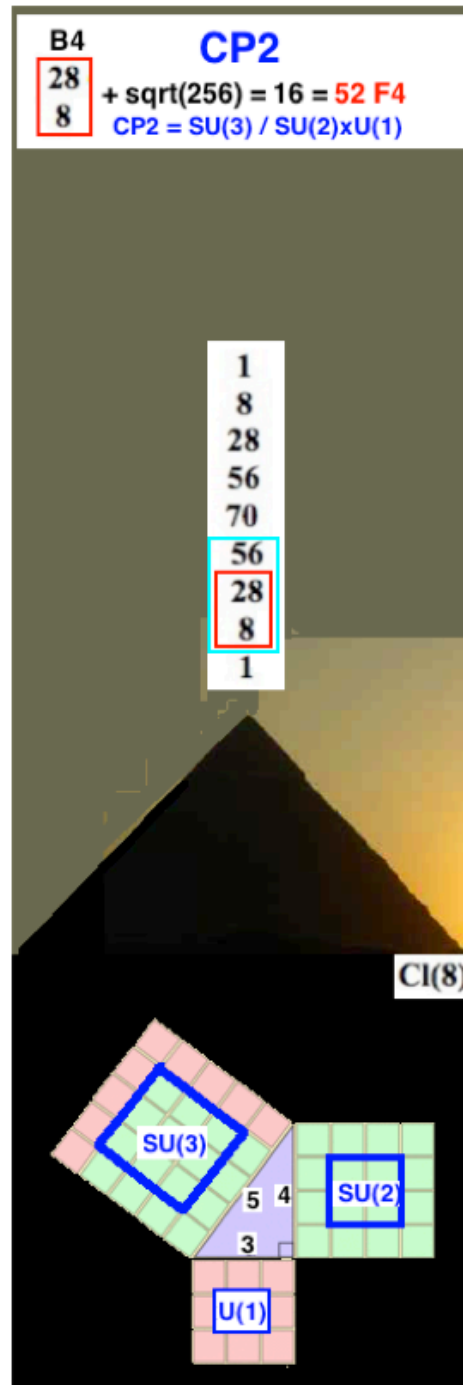 B4
CP2
28
8
+ sqrt(256) = 16 = 52 F4
CP2 = SU(3) / SU(2)xU(1)
1
8
28
56
70
56
28
8
1
Cl(8)
SU(3)
5
4
SU(2)
3
U(1)